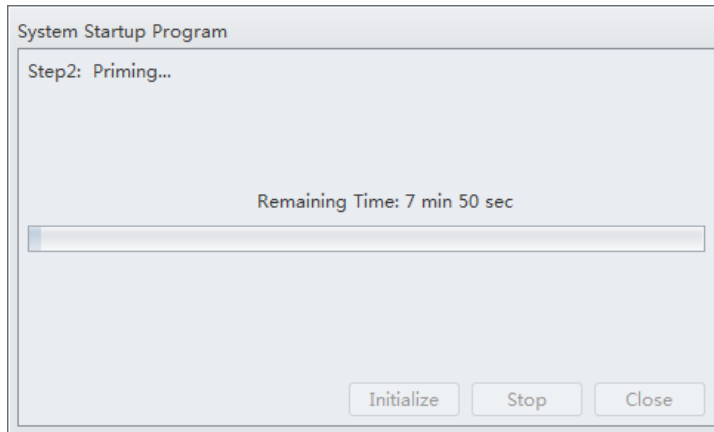 System Startup Program
Step2: Priming...
Remaining Time: 7 min 50 sec
Initialize Stop Close